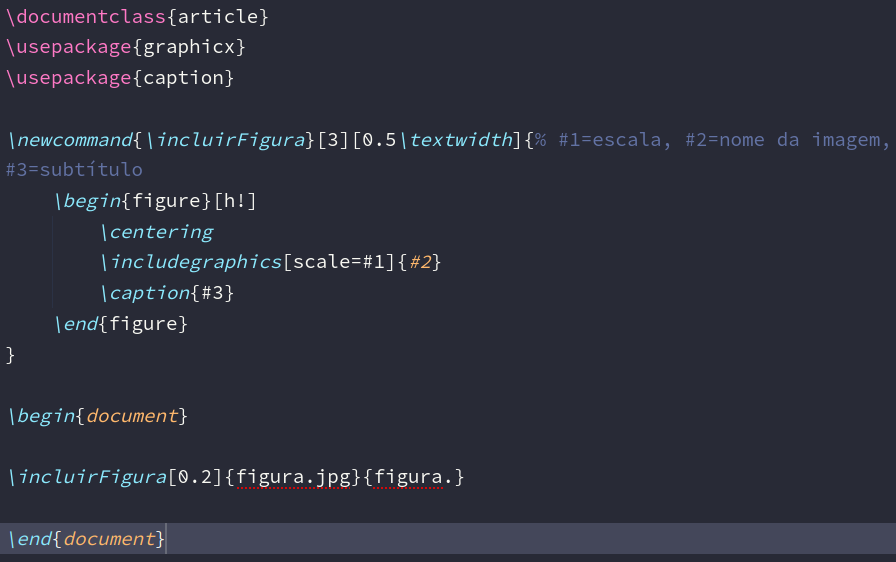 \documentclass{article}
\usepackage{graphicx}
\usepackage{caption}

\newcommand{\incluirFigura}[3][0.5\textwidth]{% #1=escala, #2=nome da imagem,
#3=subtítulo
    \begin{figure}[h!]
        \centering
        \includegraphics[scale=#1]{#2}
        \caption{#3}
    \end{figure}
}

\begin{document}

\incluirFigura[0.2]{figura.jpg}{figura.}

\end{document}